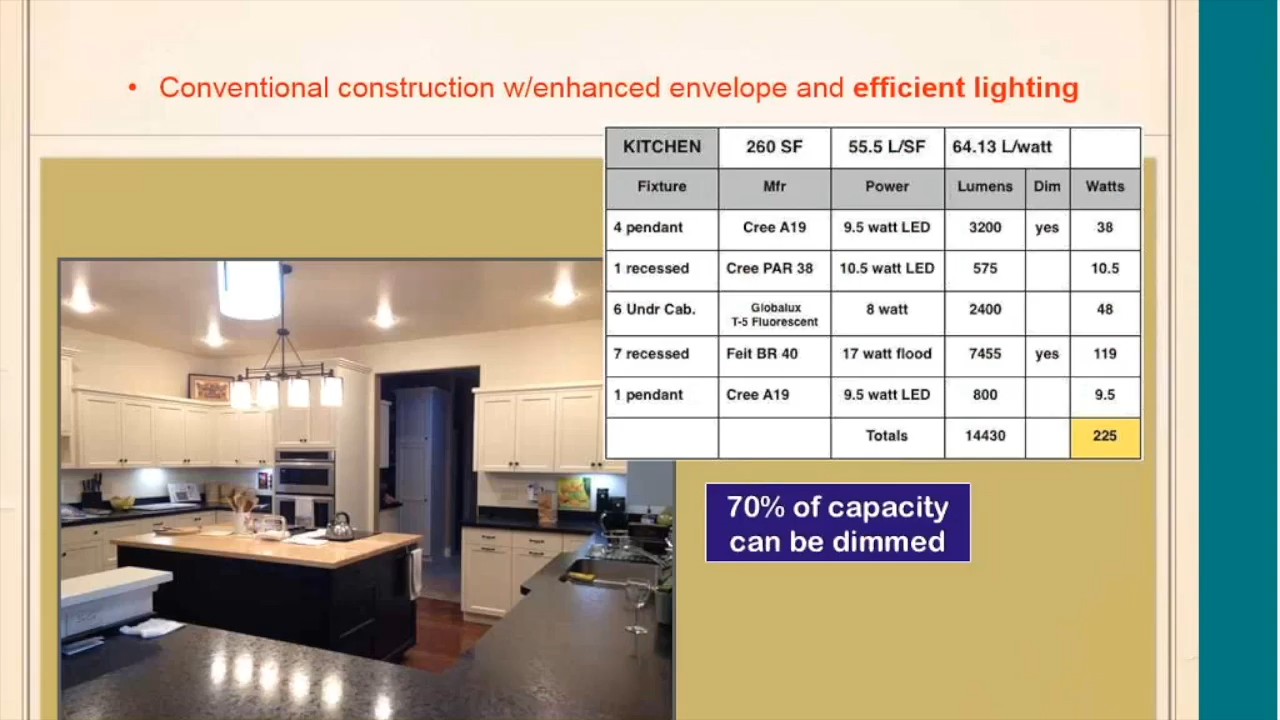 • Conventional construction w/enhanced envelope and efficient lighting
KITCHEN 260 SF 55.5 L/SF 64.13 L/watt
Fixture Mfr Power Lumens Dim Watts
4 pendant Cree A19 9.5 watt LED 3200 yes 38
1 recessed Cree PAR 38 10.5 watt LED 575 10.5
6 Undr Cab. Globalux T-5 Fluorescent 8 watt 2400 48
7 recessed Feit BR 40 17 watt flood 7455 yes 119
1 pendant Cree A19 9.5 watt LED 800 9.5
Totals 14430 225
70% of capacity
can be dimmed